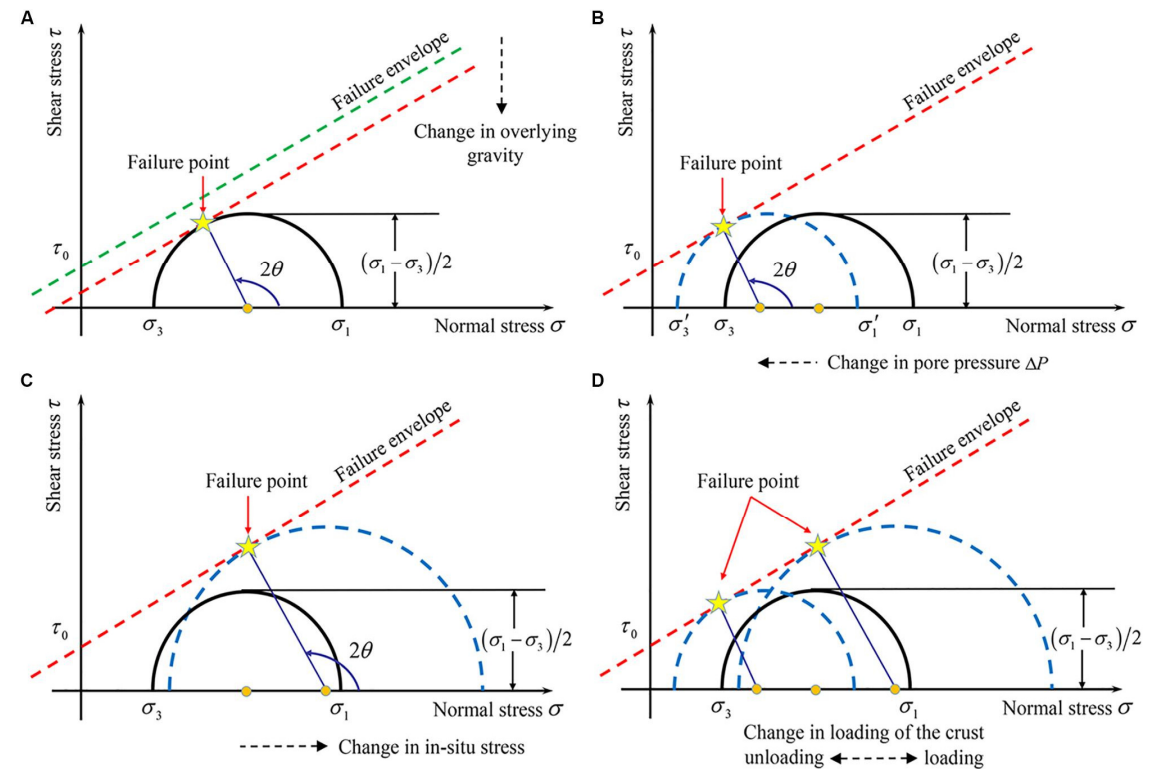 A
Shear stress τ
Failure envelope
Change in overlying
gravity
Failure point
τ₀
2θ
(σ₁ − σ₃)/2
σ₃
σ₁
Normal stress σ
B
Shear stress τ
Failure envelope
Failure point
τ₀
2θ
(σ₁ − σ₃)/2
σ₃′
σ₃
σ₁′
σ₁
Normal stress σ
Change in pore pressure ΔP
C
Shear stress τ
Failure envelope
Failure point
τ₀
2θ
(σ₁ − σ₃)/2
σ₃
σ₁
Normal stress σ
Change in in-situ stress
D
Shear stress τ
Failure envelope
Failure point
τ₀
(σ₁ − σ₃)/2
σ₃
σ₁
Normal stress σ
Change in loading of the crust
unloading
loading